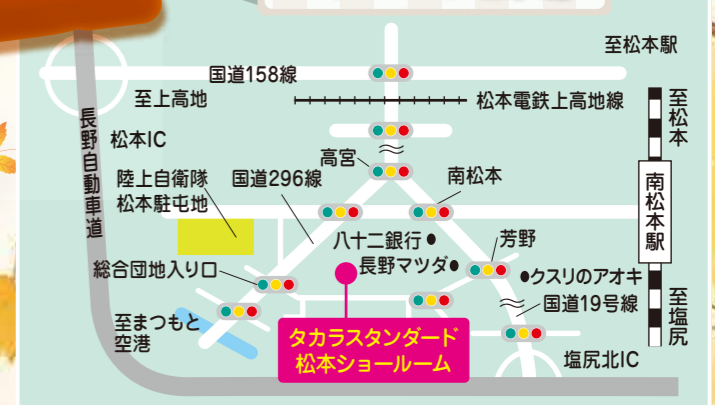 至松本駅
国道158線
至上高地
松本電鉄上高地線
至松本
長野自動車道
松本IC
高宮
陸上自衛隊
松本駐屯地
国道296線
南松本
南松本駅
八十二銀行
芳野
長野マツダ
総合団地入り口
クスリのアオキ
国道19号線
至塩尻
至まつもと
空港
タカラスタンダード
松本ショールーム
塩尻北IC